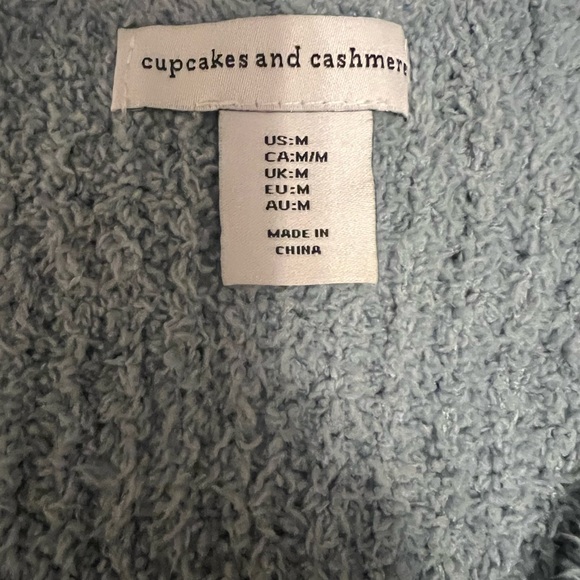 cupcakes and cashmere
US:M
CA:M/M
UK:M
EU:M
AU:M
MADE IN
CHINA